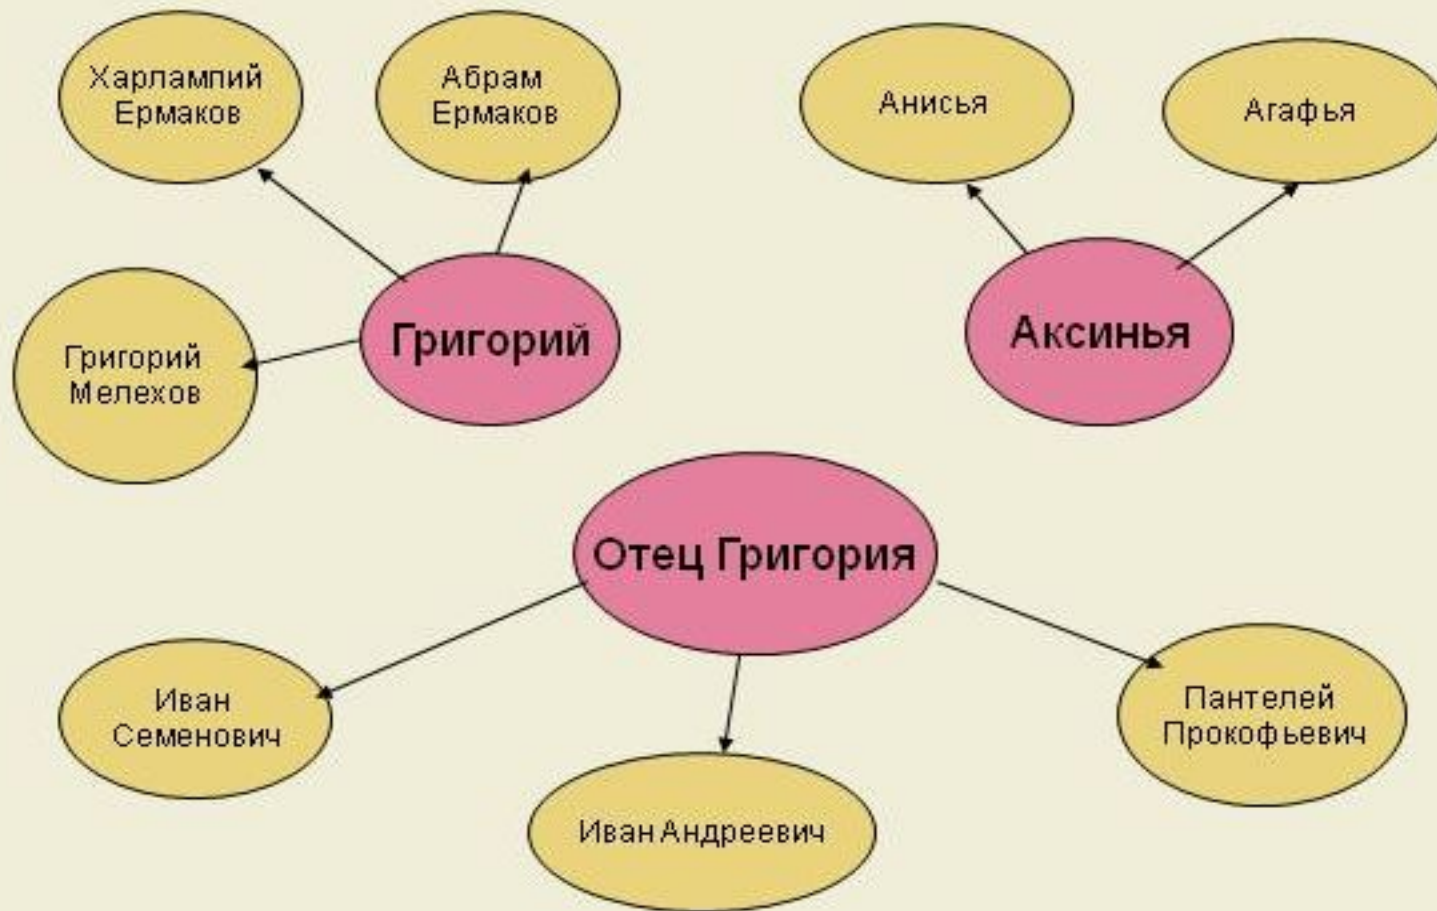 Харлампий
Ермаков
Абрам
Ермаков
Анисья
Агафья
Григорий
Мелехов
Григорий
Аксинья
Отец Григория
Иван
Семенович
Иван Андреевич
Пантелей
Прокофьевич